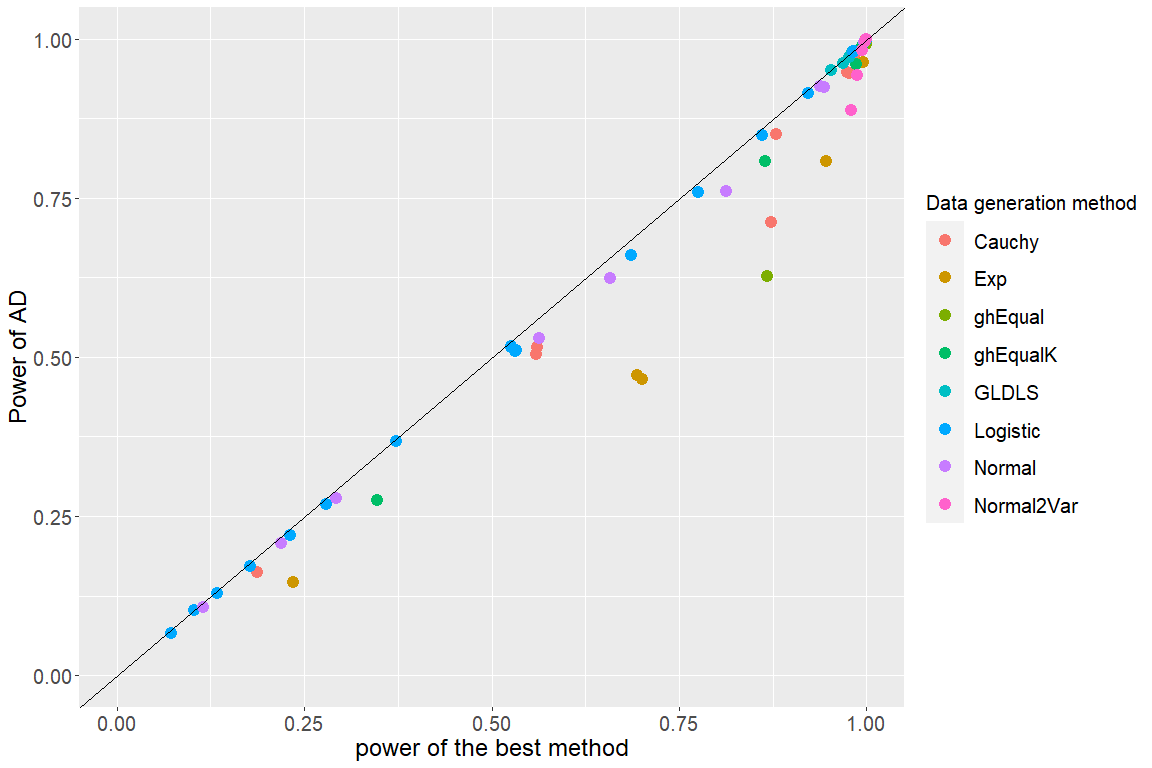 1.00
0.75
0.50
0.25
0.00
Power of AD
0.00 0.25 0.50 0.75 1.00
power of the best method
Data generation method
Cauchy
Exp
ghEqual
ghEqualK
GLDLS
Logistic
Normal
Normal2Var